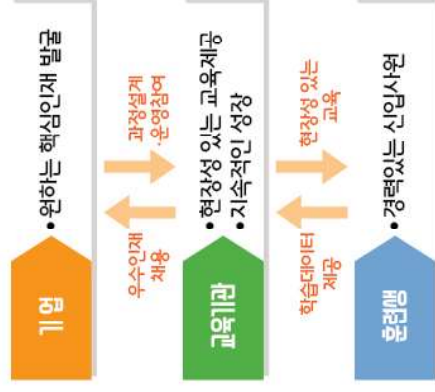 기 업
• 원하는 핵심인재 발굴
우수인재
채용
과정설계
·운영참여
교육기관
• 현장성 있는 교육제공
• 지속적인 성장
학습데이터
제공
현장성 있는
교육
훈련생
• 경력있는 신입사원